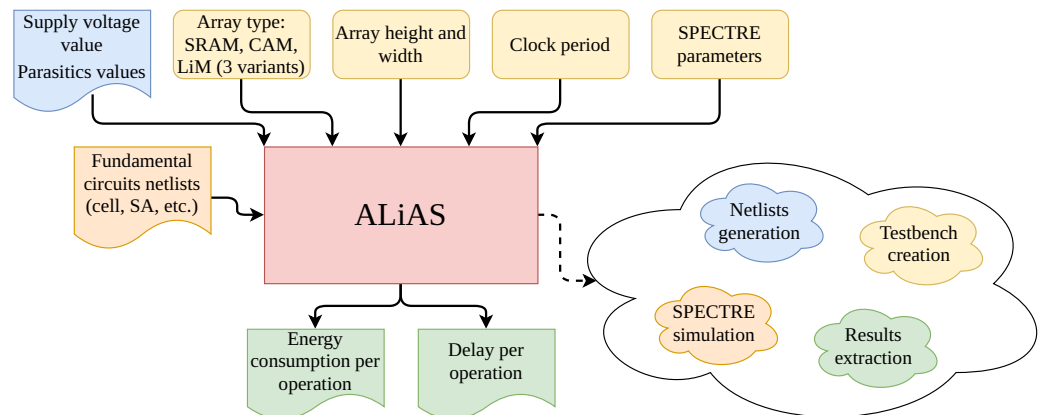 Supply voltage
value
Parasitics values
Array type:
SRAM, CAM,
LiM (3 variants)
Array height and
width
Clock period
SPECTRE
parameters
Fundamental
circuits netlists
(cell, SA, etc.)
ALiAS
Netlists
generation
Testbench
creation
SPECTRE
simulation
Results
extraction
Energy
consumption per
operation
Delay per
operation